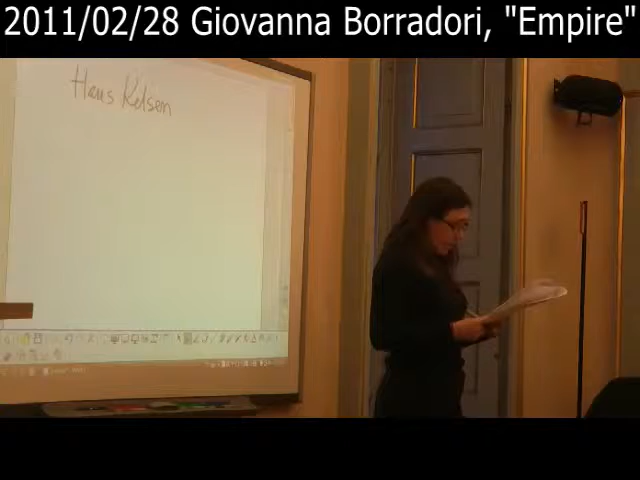 2011/02/28 Giovanna Borradori, "Empire"
Hans Kelsen